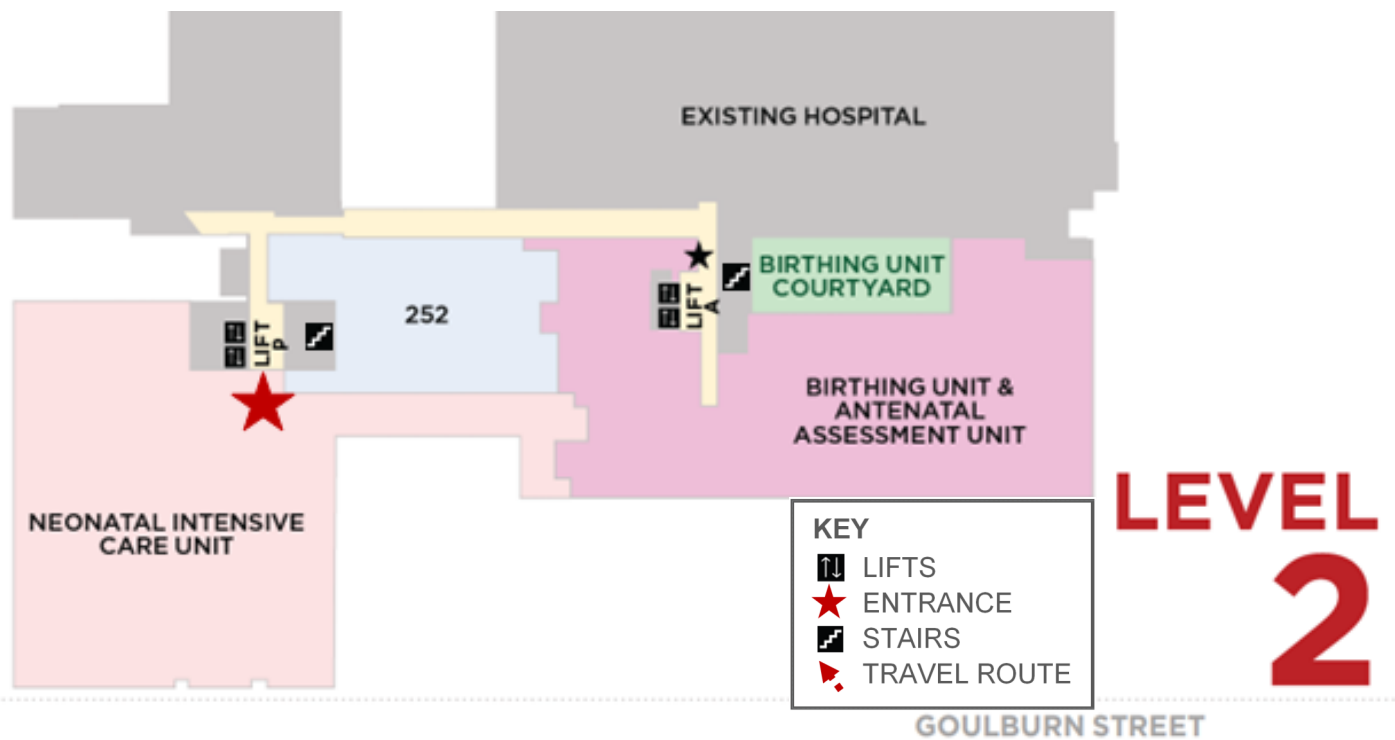 EXISTING HOSPITAL
BIRTHING UNIT
COURTYARD
252
LIFT
P
LIFT
A
BIRTHING UNIT &
ANTENATAL
ASSESSMENT UNIT
NEONATAL INTENSIVE
CARE UNIT
LEVEL
2
KEY
LIFTS
ENTRANCE
STAIRS
TRAVEL ROUTE
GOULBURN STREET